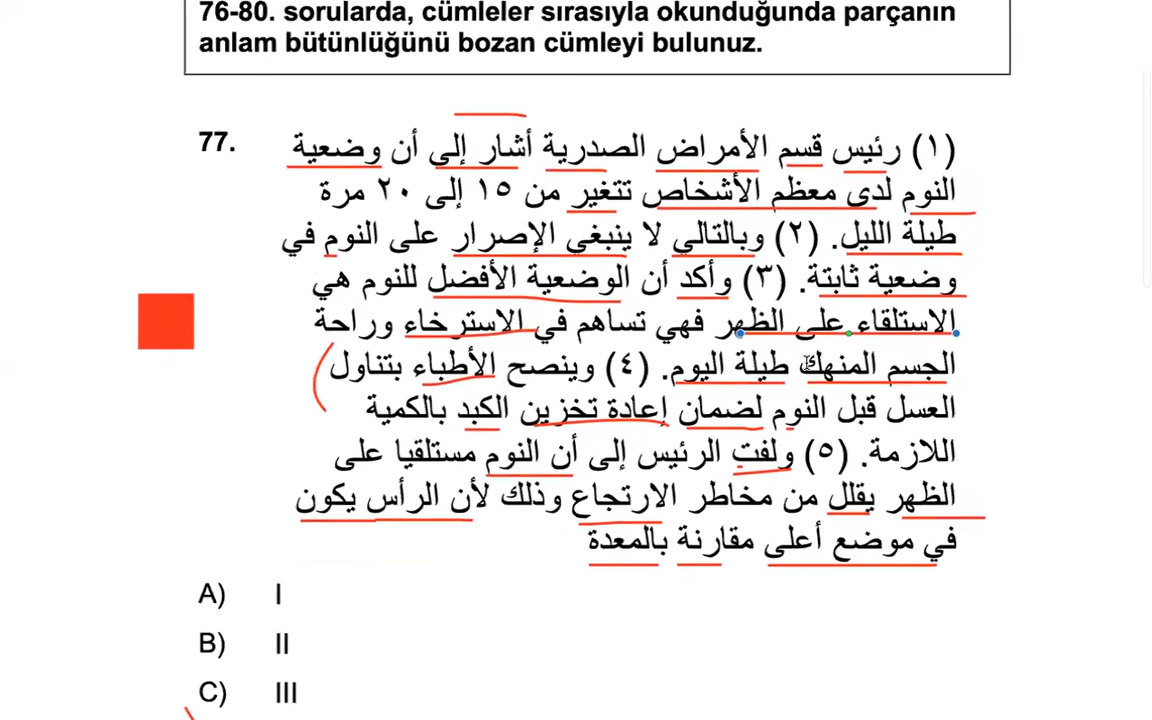 76-80. sorularda, cümleler sırasıyla okunduğunda parçanın
anlam bütünlüğünü bozan cümleyi bulunuz.
77.
(١) رئيس قسم الأمراض الصدرية أشار إلى أن وضعية
النوم لدى معظم الأشخاص تتغير من ١٥ إلى ٢٠ مرة
طيلة الليل. (٢) وبالتالي لا ينبغي الإصرار على النوم في
وضعية ثابتة. (٣) وأكد أن الوضعية الأفضل للنوم هي
الاستلقاء على الظهر فهي تساهم في الاسترخاء وراحة
الجسم المنهك طيلة اليوم. (٤) وينصح الأطباء بتناول
العسل قبل النوم لضمان إعادة تخزين الكبد بالكمية
اللازمة. (٥) ولفت الرئيس إلى أن النوم مستلقيا على
الظهر يقلل من مخاطر الارتجاع وذلك لأن الرأس يكون
في موضع أعلى مقارنة بالمعدة
A) I
B) II
C) III